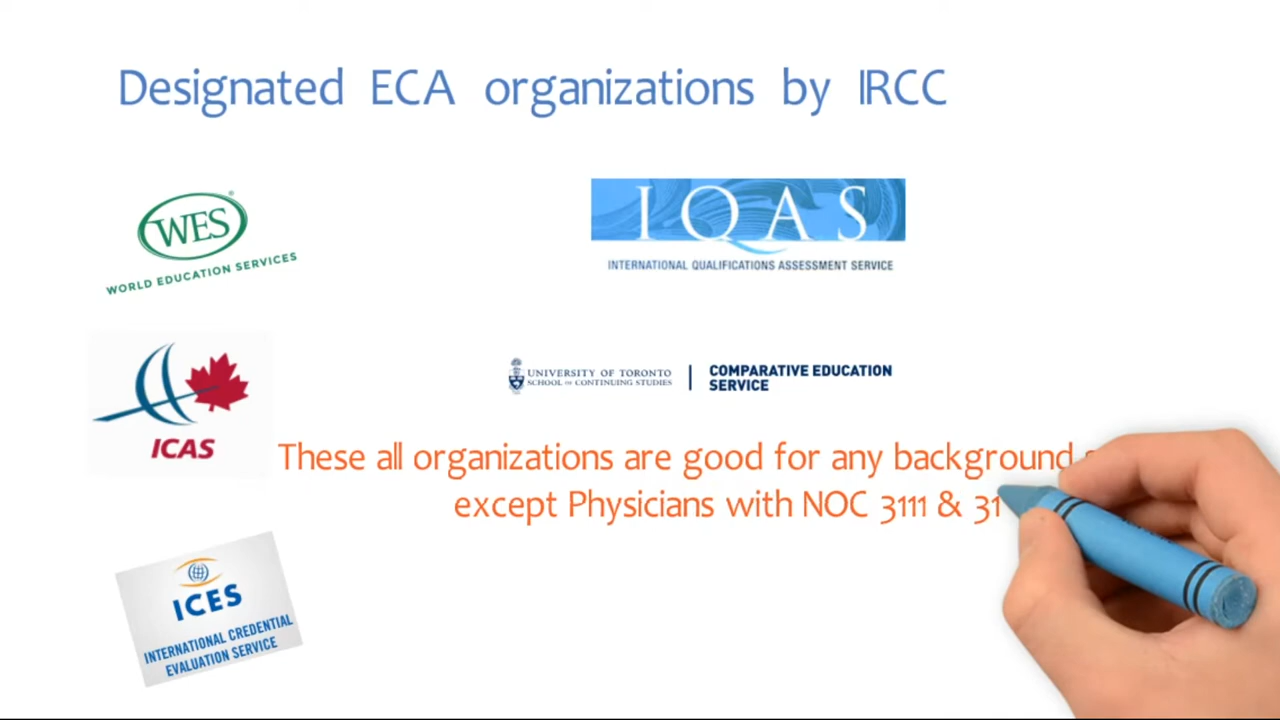 Designated ECA organizations by IRCC
WES
®
WORLD EDUCATION SERVICES
IQAS
INTERNATIONAL QUALIFICATIONS ASSESSMENT SERVICE
ICAS
UNIVERSITY OF TORONTO
SCHOOL OF CONTINUING STUDIES
COMPARATIVE EDUCATION
SERVICE
These all organizations are good for any background
except Physicians with NOC 3111 & 31
ICES
INTERNATIONAL CREDENTIAL
EVALUATION SERVICE